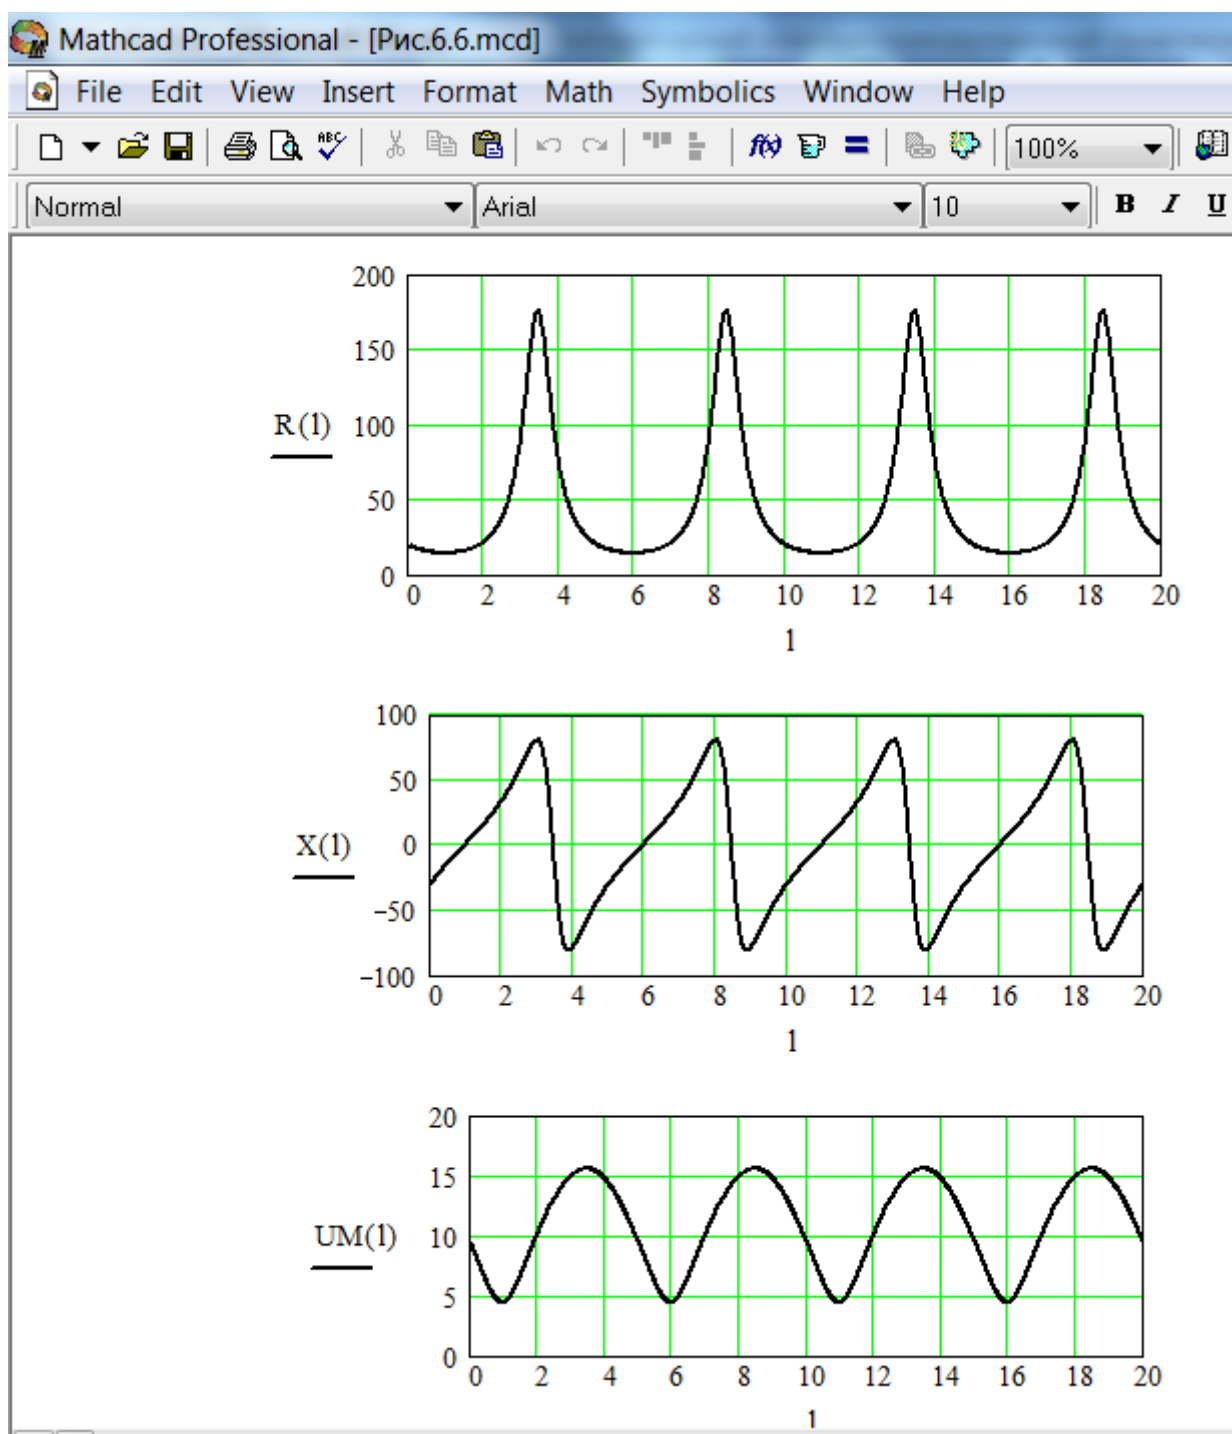 Mathcad Professional - [Рис.6.6.mcd]
File Edit View Insert Format Math Symbolics Window Help
ABC f(x) 100%
Normal Arial 10 B I U
200
150
R(l) 100
50
0
0 2 4 6 8 10 12 14 16 18 20
l
100
50
X(l) 0
−50
−100
0 2 4 6 8 10 12 14 16 18 20
l
20
15
UM(l) 10
5
0
0 2 4 6 8 10 12 14 16 18 20
l